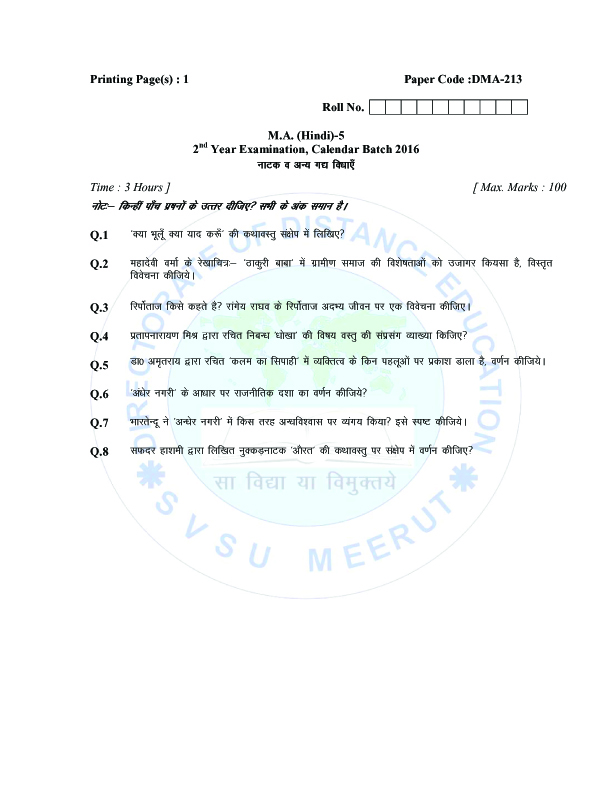 Printing Page(s) : 1 Paper Code :DMA-213
Roll No.
M.A. (Hindi)-5
2nd Year Examination, Calendar Batch 2016
नाटक व अन्य गद्य विधाएँ
Time : 3 Hours ] [ Max. Marks : 100
नोटः– किन्हीं पाँच प्रषनों के उत्तर दीजिए? सभी के अंक समान है।
Q.1 'क्या भूलूँ क्या याद करूँ' की कथावस्तु संक्षेप में लिखिए?
Q.2 महादेवी वर्मा के रेखाचित्रः– 'ठाकुरी बाबा' में ग्रामीण समाज की विशेषताओं को उजागर कियसा है, विस्तृत
विवेचना कीजिये।
Q.3 रिर्पोताज किसे कहते है? रांगेय राघव के रिर्पोताज अदभ्य जीवन पर एक विवेचना कीजिए।
Q.4 प्रतापनारायण मिश्र द्वारा रचित निबन्ध 'धोखा' की विषय वस्तु की संप्रसंग व्याख्या किजिए?
Q.5 डा0 अमृतराय द्वारा रचित 'कलम का सिपाही' में व्यक्तित्व के किन पहलूओं पर प्रकाश डाला है, वर्णन कीजिये।
Q.6 'अंधेर नगरी' के आधार पर राजनीतिक दशा का वर्णन कीजिये?
Q.7 भारतेन्दू ने 'अन्धेर नगरी' में किस तरह अन्धविश्वास पर व्यंगय किया? इसे स्पष्ट कीजिये।
Q.8 सफदर हाशमी द्वारा लिखित नुक्कड़नाटक 'औरत' की कथावस्तु पर संक्षेप में वर्णन कीजिए?
DIRECTORATE OF DISTANCE EDUCATION
सा विद्या या विमुक्तये
SVSU MEERUT